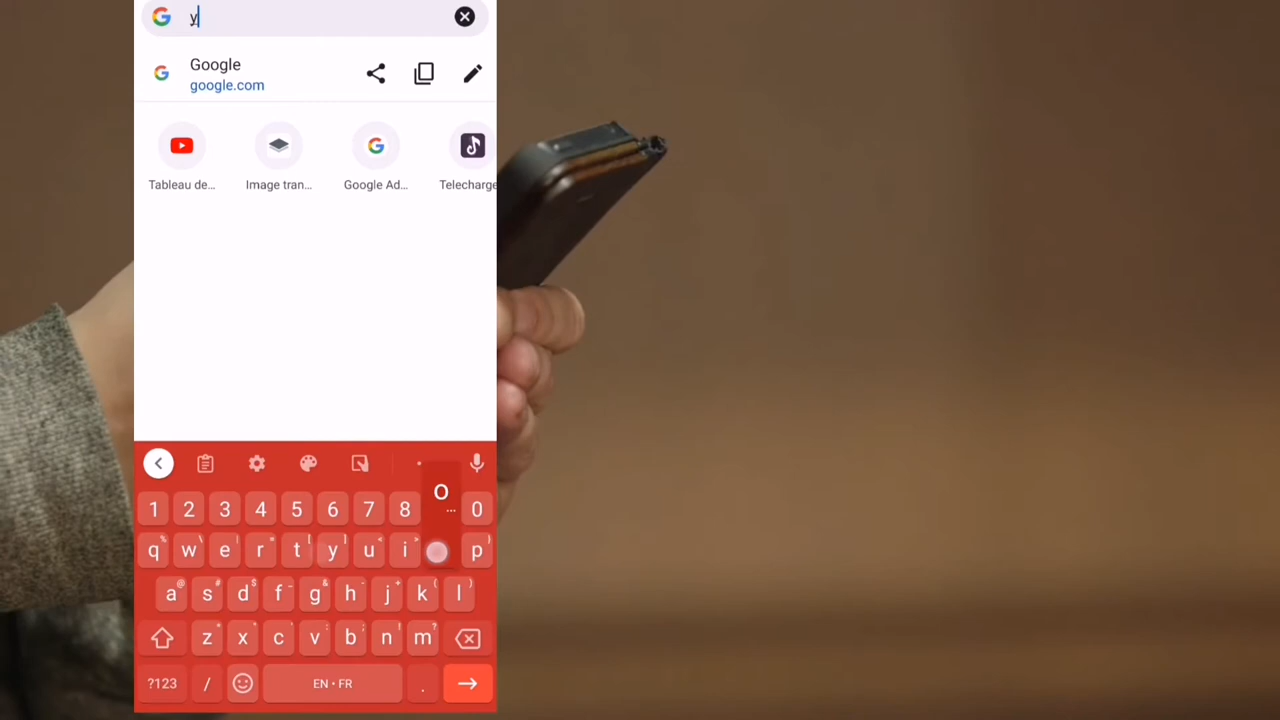 y
Google
google.com
Tableau de...
Image tran...
Google Ad...
Telecharge
O
...
1 2 3 4 5 6 7 8 0
q w e r t y u i p
a s d f g h j k l
z x c v b n m
?123 / EN • FR .